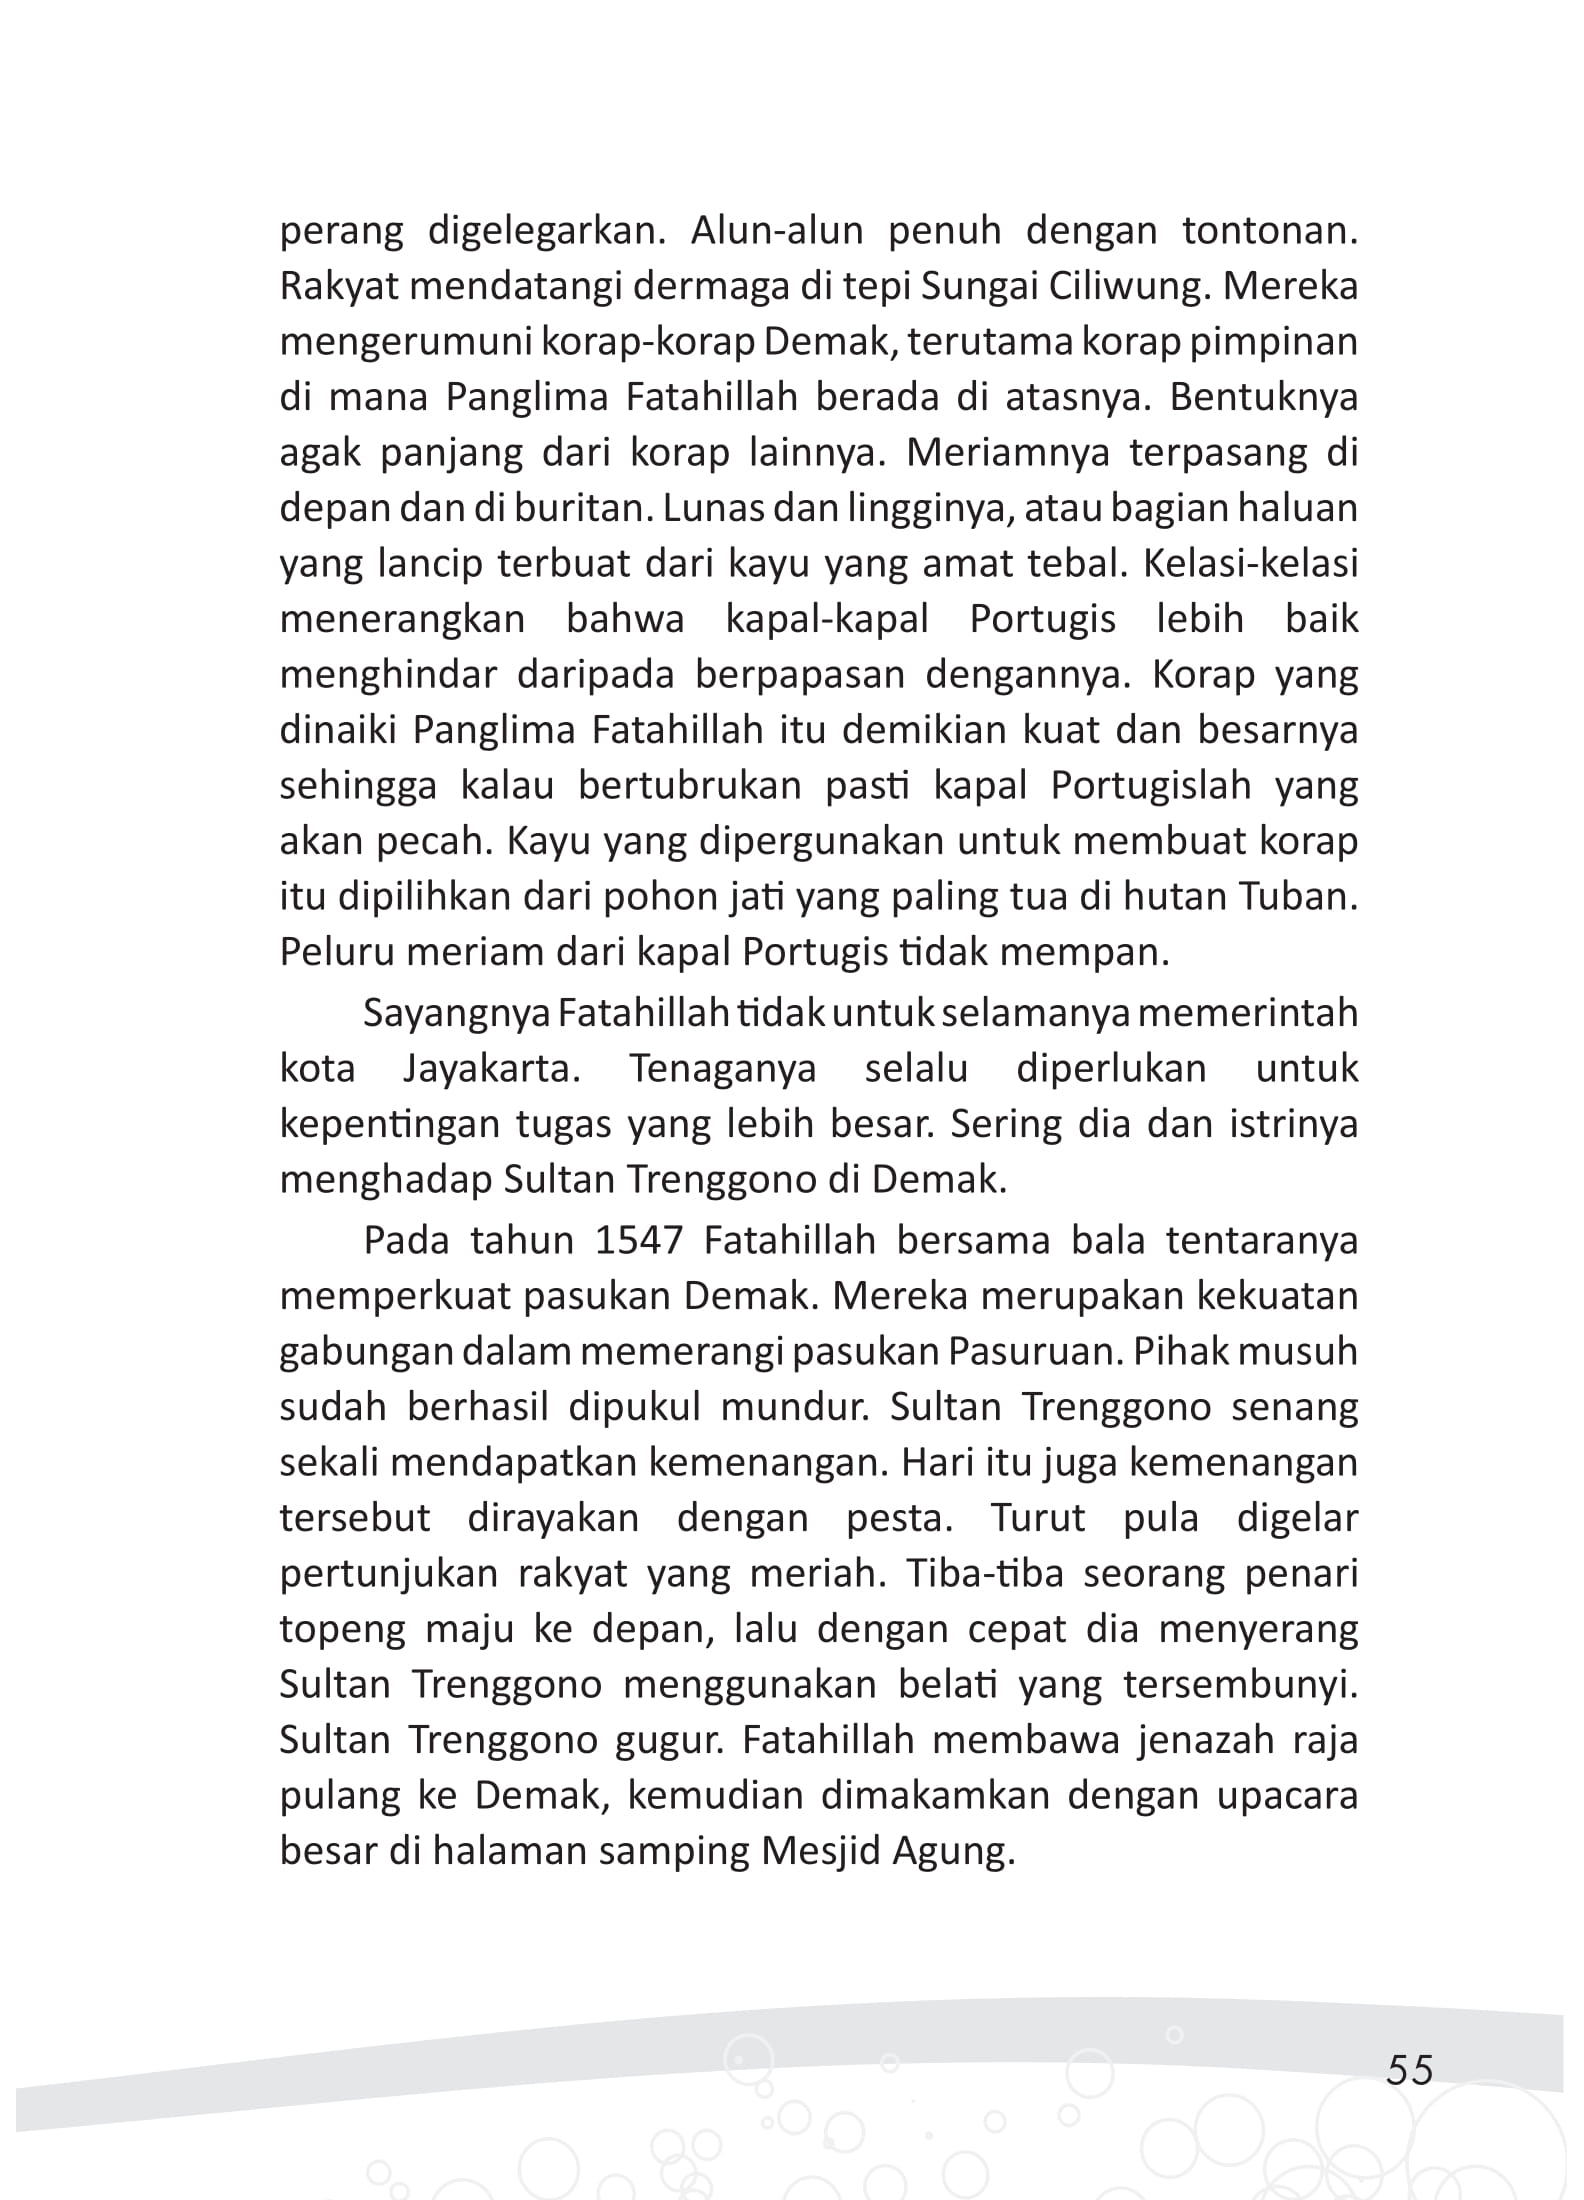 perang digelegarkan. Alun-alun penuh dengan tontonan.
Rakyat mendatangi dermaga di tepi Sungai Ciliwung. Mereka
mengerumuni korap-korap Demak, terutama korap pimpinan
di mana Panglima Fatahillah berada di atasnya. Bentuknya
agak panjang dari korap lainnya. Meriamnya terpasang di
depan dan di buritan. Lunas dan lingginya, atau bagian haluan
yang lancip terbuat dari kayu yang amat tebal. Kelasi-kelasi
menerangkan bahwa kapal-kapal Portugis lebih baik
menghindar daripada berpapasan dengannya. Korap yang
dinaiki Panglima Fatahillah itu demikian kuat dan besarnya
sehingga kalau bertubrukan pasti kapal Portugislah yang
akan pecah. Kayu yang dipergunakan untuk membuat korap
itu dipilihkan dari pohon jati yang paling tua di hutan Tuban.
Peluru meriam dari kapal Portugis tidak mempan.
Sayangnya Fatahillah tidak untuk selamanya memerintah
kota Jayakarta. Tenaganya selalu diperlukan untuk
kepentingan tugas yang lebih besar. Sering dia dan istrinya
menghadap Sultan Trenggono di Demak.
Pada tahun 1547 Fatahillah bersama bala tentaranya
memperkuat pasukan Demak. Mereka merupakan kekuatan
gabungan dalam memerangi pasukan Pasuruan. Pihak musuh
sudah berhasil dipukul mundur. Sultan Trenggono senang
sekali mendapatkan kemenangan. Hari itu juga kemenangan
tersebut dirayakan dengan pesta. Turut pula digelar
pertunjukan rakyat yang meriah. Tiba-tiba seorang penari
topeng maju ke depan, lalu dengan cepat dia menyerang
Sultan Trenggono menggunakan belati yang tersembunyi.
Sultan Trenggono gugur. Fatahillah membawa jenazah raja
pulang ke Demak, kemudian dimakamkan dengan upacara
besar di halaman samping Mesjid Agung.
55